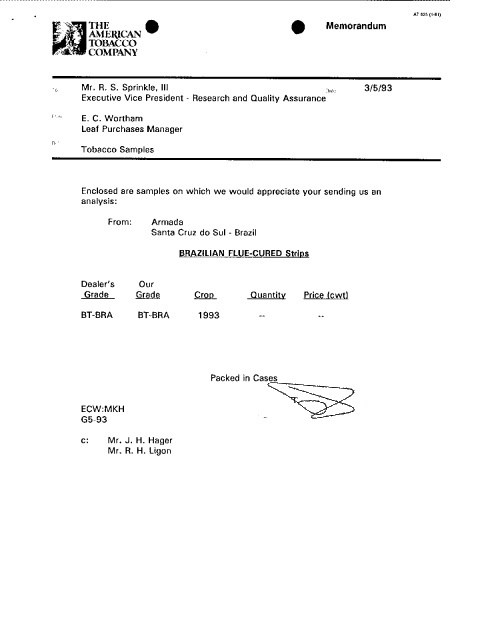 AT 035 (1-81)
THE
AMERICAN
TOBACCO
COMPANY
Memorandum
To: Mr. R. S. Sprinkle, III Date: 3/5/93
Executive Vice President - Research and Quality Assurance
From: E. C. Wortham
Leaf Purchases Manager
Tobacco Samples
Enclosed are samples on which we would appreciate your sending us an
analysis:
From: Armada
Santa Cruz do Sul - Brazil
BRAZILIAN FLUE-CURED Strips
Dealer's Our
Grade Grade Crop Quantity Price (cwt)
BT-BRA BT-BRA 1993 -- --
Packed in Cases
ECW:MKH
G5-93
c: Mr. J. H. Hager
Mr. R. H. Ligon